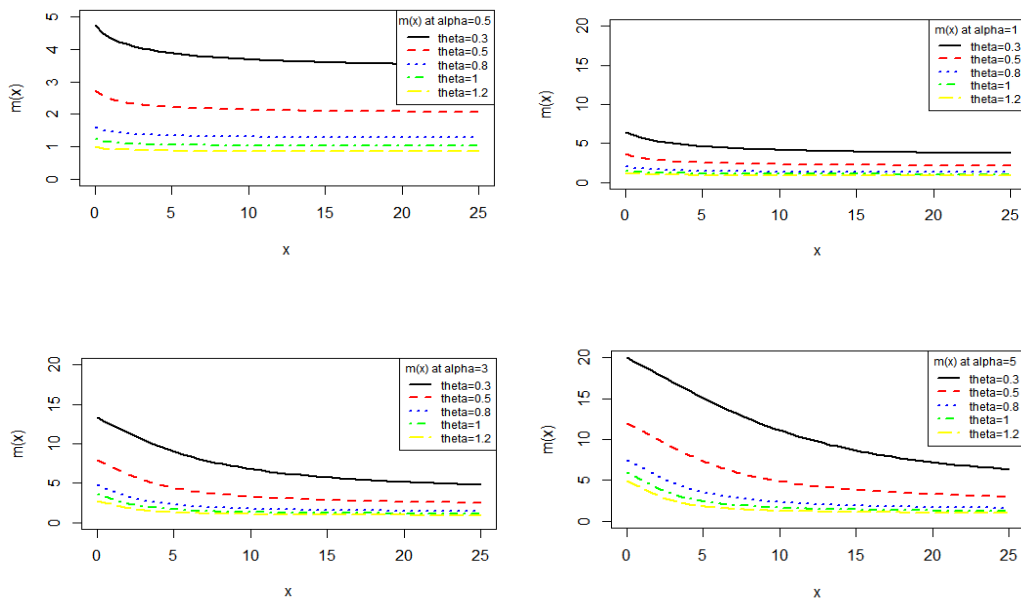 m(x) at alpha=0.5
theta=0.3
theta=0.5
theta=0.8
theta=1
theta=1.2
m(x)
5
4
3
2
1
0
0 5 10 15 20 25
x
m(x) at alpha=1
theta=0.3
theta=0.5
theta=0.8
theta=1
theta=1.2
m(x)
20
15
10
5
0
0 5 10 15 20 25
x
m(x) at alpha=3
theta=0.3
theta=0.5
theta=0.8
theta=1
theta=1.2
m(x)
20
15
10
5
0
0 5 10 15 20 25
x
m(x) at alpha=5
theta=0.3
theta=0.5
theta=0.8
theta=1
theta=1.2
m(x)
20
15
10
5
0
0 5 10 15 20 25
x